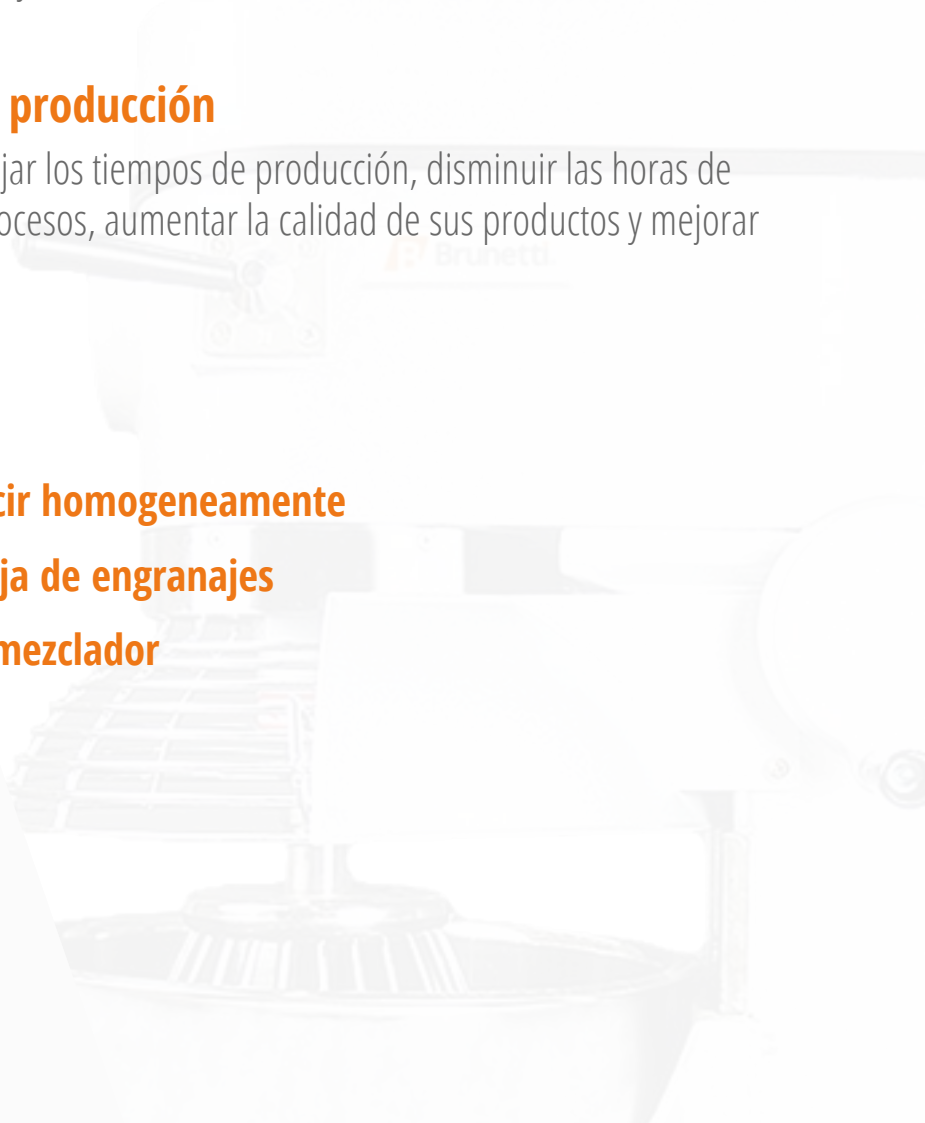 producción
jar los tiempos de producción, disminuir las horas de
ocesos, aumentar la calidad de sus productos y mejorar
Brunetti
cir homogeneamente
ja de engranajes
mezclador